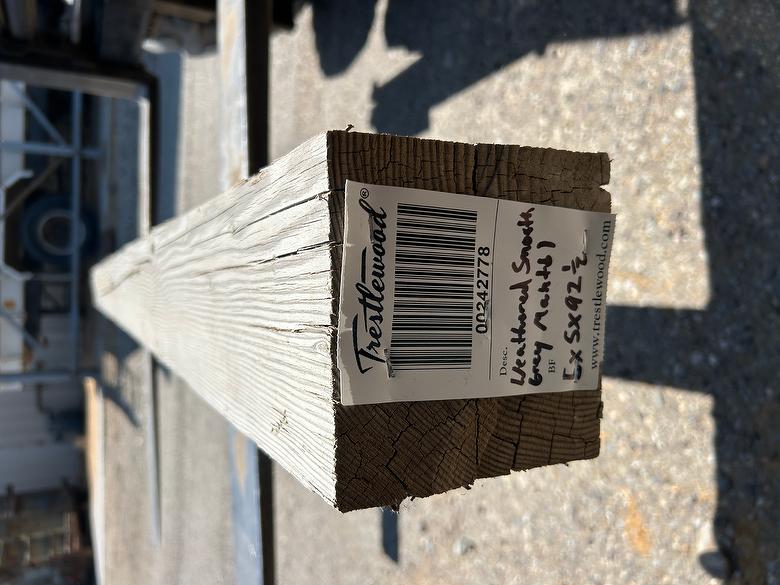 Trestlewood®
00242778
Desc. Weathered Smooth
Grey Mantel
BF 5x5x92½
www.trestlewood.com